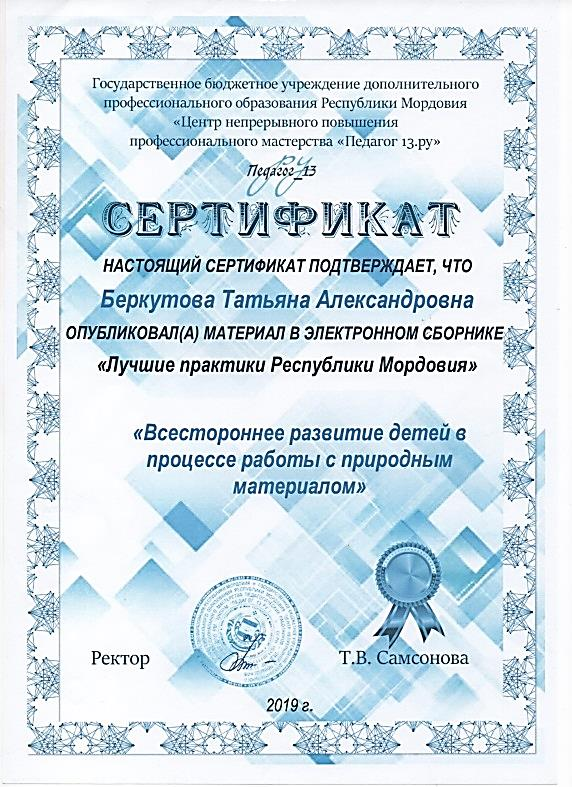 Государственное бюджетное учреждение дополнительного
профессионального образования Республики Мордовия
«Центр непрерывного повышения
профессионального мастерства «Педагог 13.ру»
Педагог_13
ру
СЕРТИФИКАТ
НАСТОЯЩИЙ СЕРТИФИКАТ ПОДТВЕРЖДАЕТ, ЧТО
Беркутова Татьяна Александровна
ОПУБЛИКОВАЛ(А) МАТЕРИАЛ В ЭЛЕКТРОННОМ СБОРНИКЕ
«Лучшие практики Республики Мордовия»
«Всестороннее развитие детей в
процессе работы с природным
материалом»
Ректор
Т.В. Самсонова
2019 г.